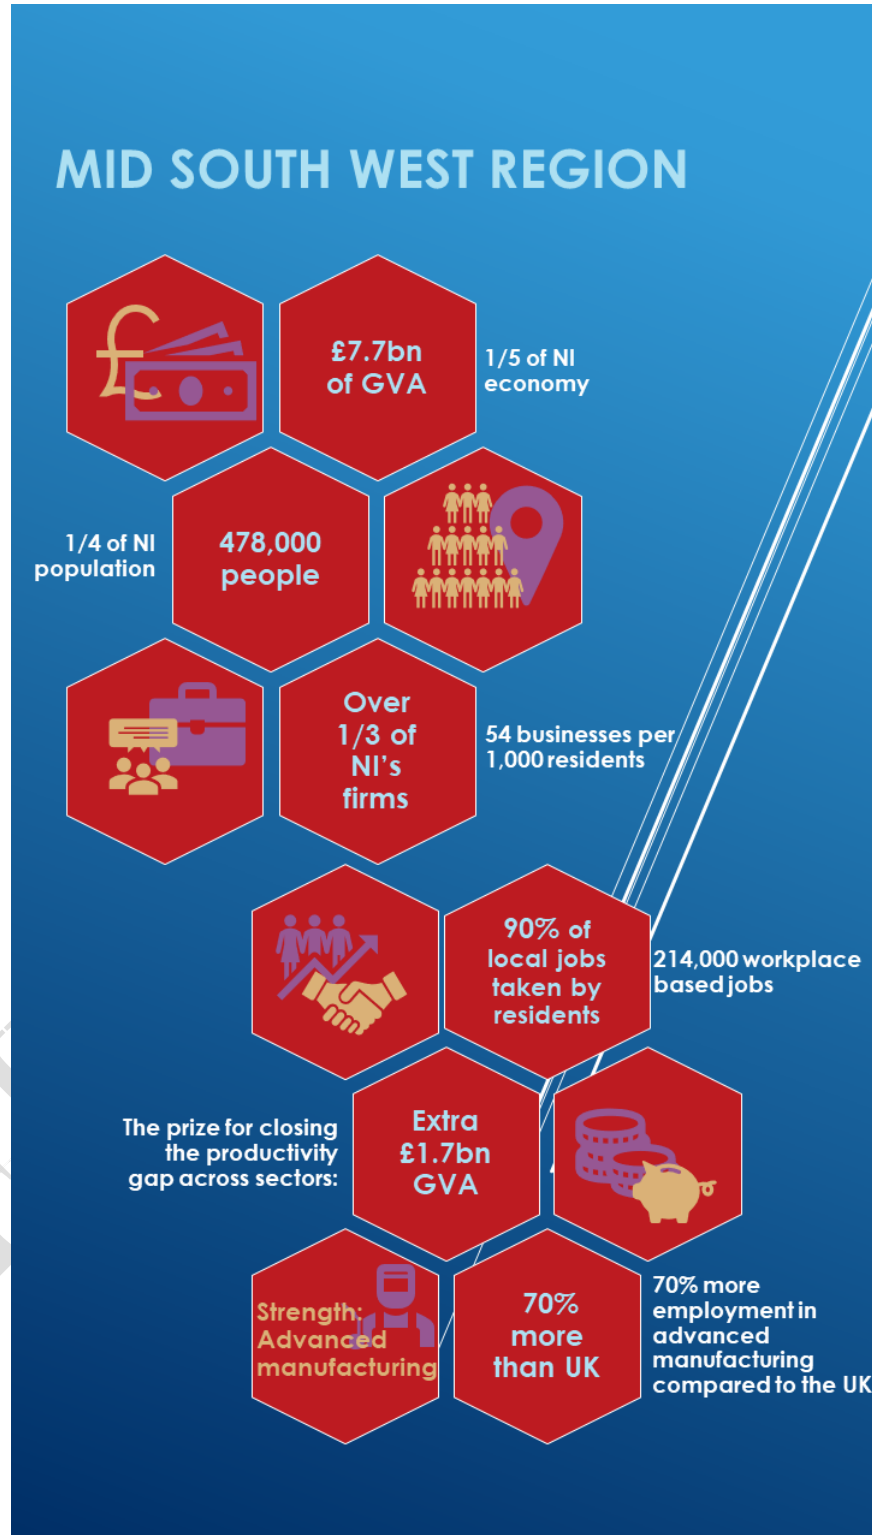 MID SOUTH WEST REGION
£7.7bn
of GVA
1/5 of NI
economy
1/4 of NI
population
478,000
people
Over
1/3 of
NI's
firms
54 businesses per
1,000 residents
90% of
local jobs
taken by
residents
214,000 workplace
based jobs
The prize for closing
the productivity
gap across sectors:
Extra
£1.7bn
GVA
Strength:
Advanced
manufacturing
70%
more
than UK
70% more
employment in
advanced
manufacturing
compared to the UK